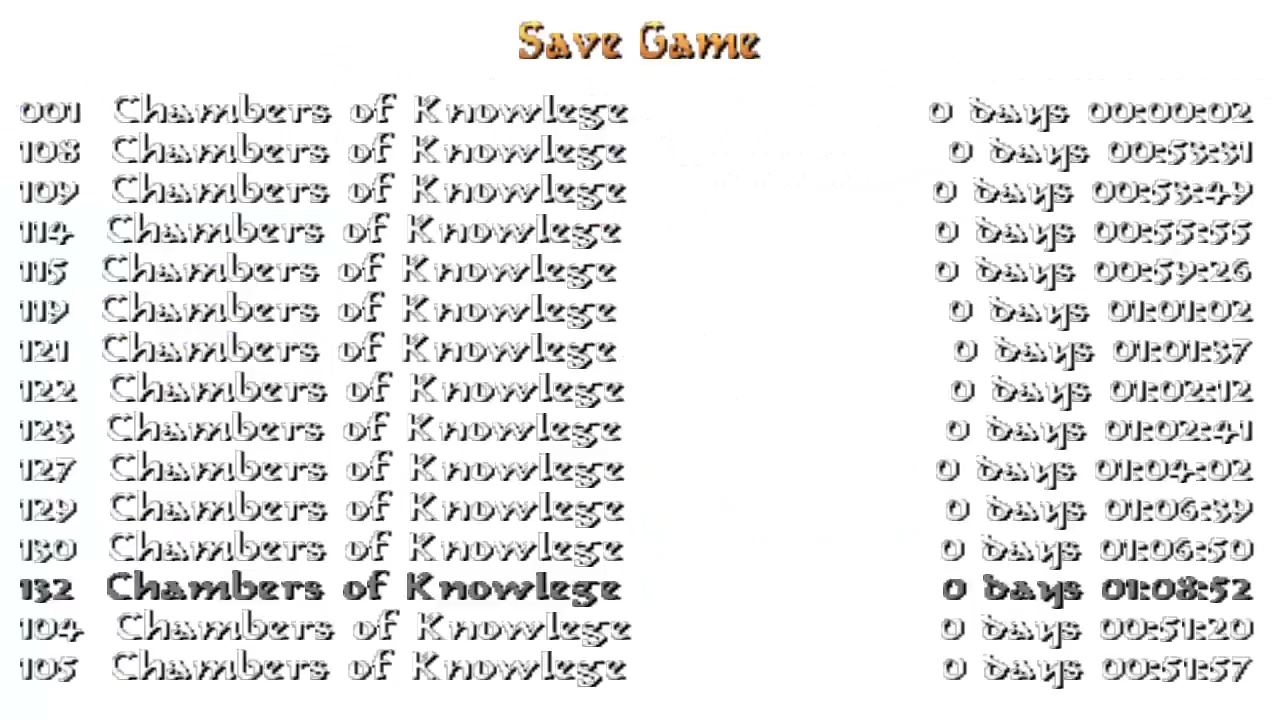 Save Game
001 Chambers of Knowlege 0 days 00:00:02
108 Chambers of Knowlege 0 days 00:53:31
109 Chambers of Knowlege 0 days 00:53:49
114 Chambers of Knowlege 0 days 00:55:55
115 Chambers of Knowlege 0 days 00:59:26
119 Chambers of Knowlege 0 days 01:01:02
121 Chambers of Knowlege 0 days 01:01:37
122 Chambers of Knowlege 0 days 01:02:12
123 Chambers of Knowlege 0 days 01:02:41
127 Chambers of Knowlege 0 days 01:04:02
129 Chambers of Knowlege 0 days 01:06:39
130 Chambers of Knowlege 0 days 01:06:50
132 Chambers of Knowlege 0 days 01:08:52
104 Chambers of Knowlege 0 days 00:51:20
105 Chambers of Knowlege 0 days 00:51:57